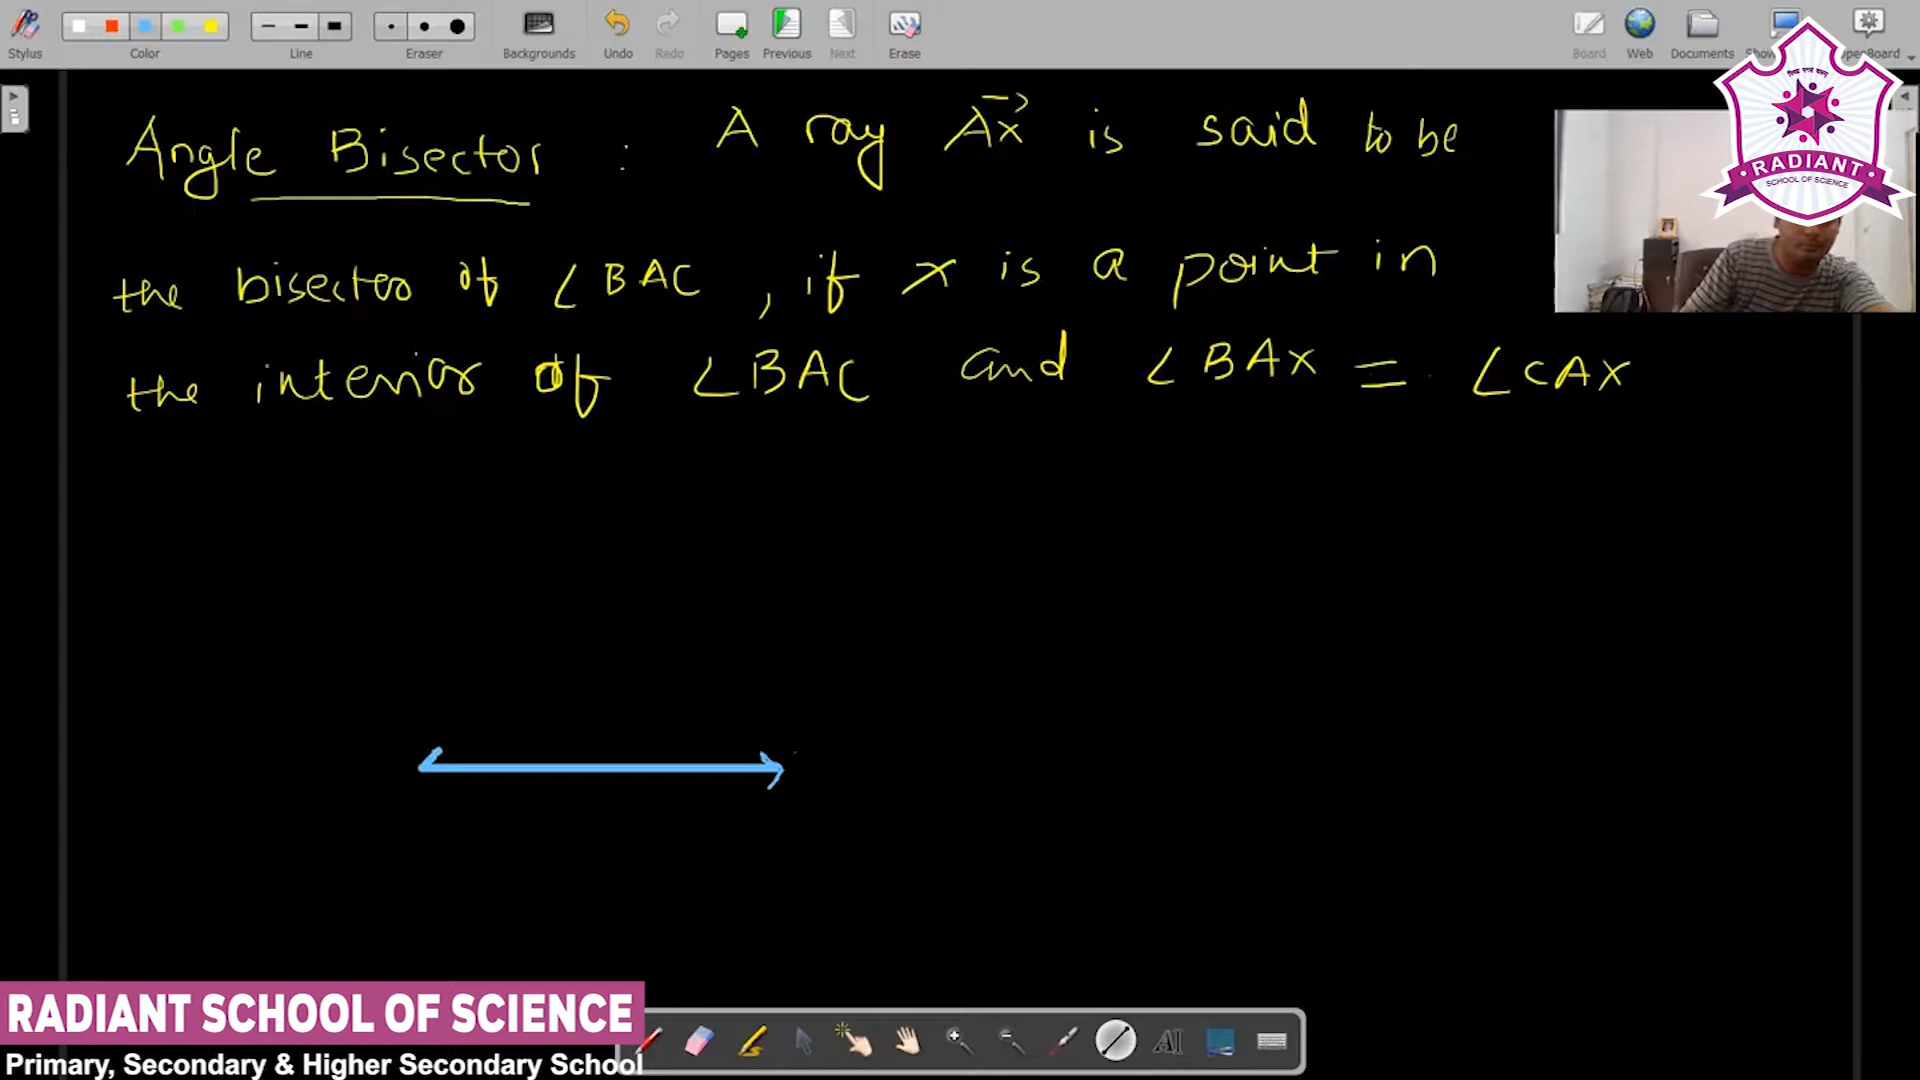 Stylus Color Line Eraser Backgrounds Undo Redo Pages Previous Next Erase Board Web Documents
Angle Bisector : A ray AX is said to be
the bisector of ∠BAC , if x is a point in
the interior of ∠BAC and ∠BAX = ∠CAX
RADIANT
SCHOOL OF SCIENCE
RADIANT SCHOOL OF SCIENCE
Primary, Secondary & Higher Secondary School